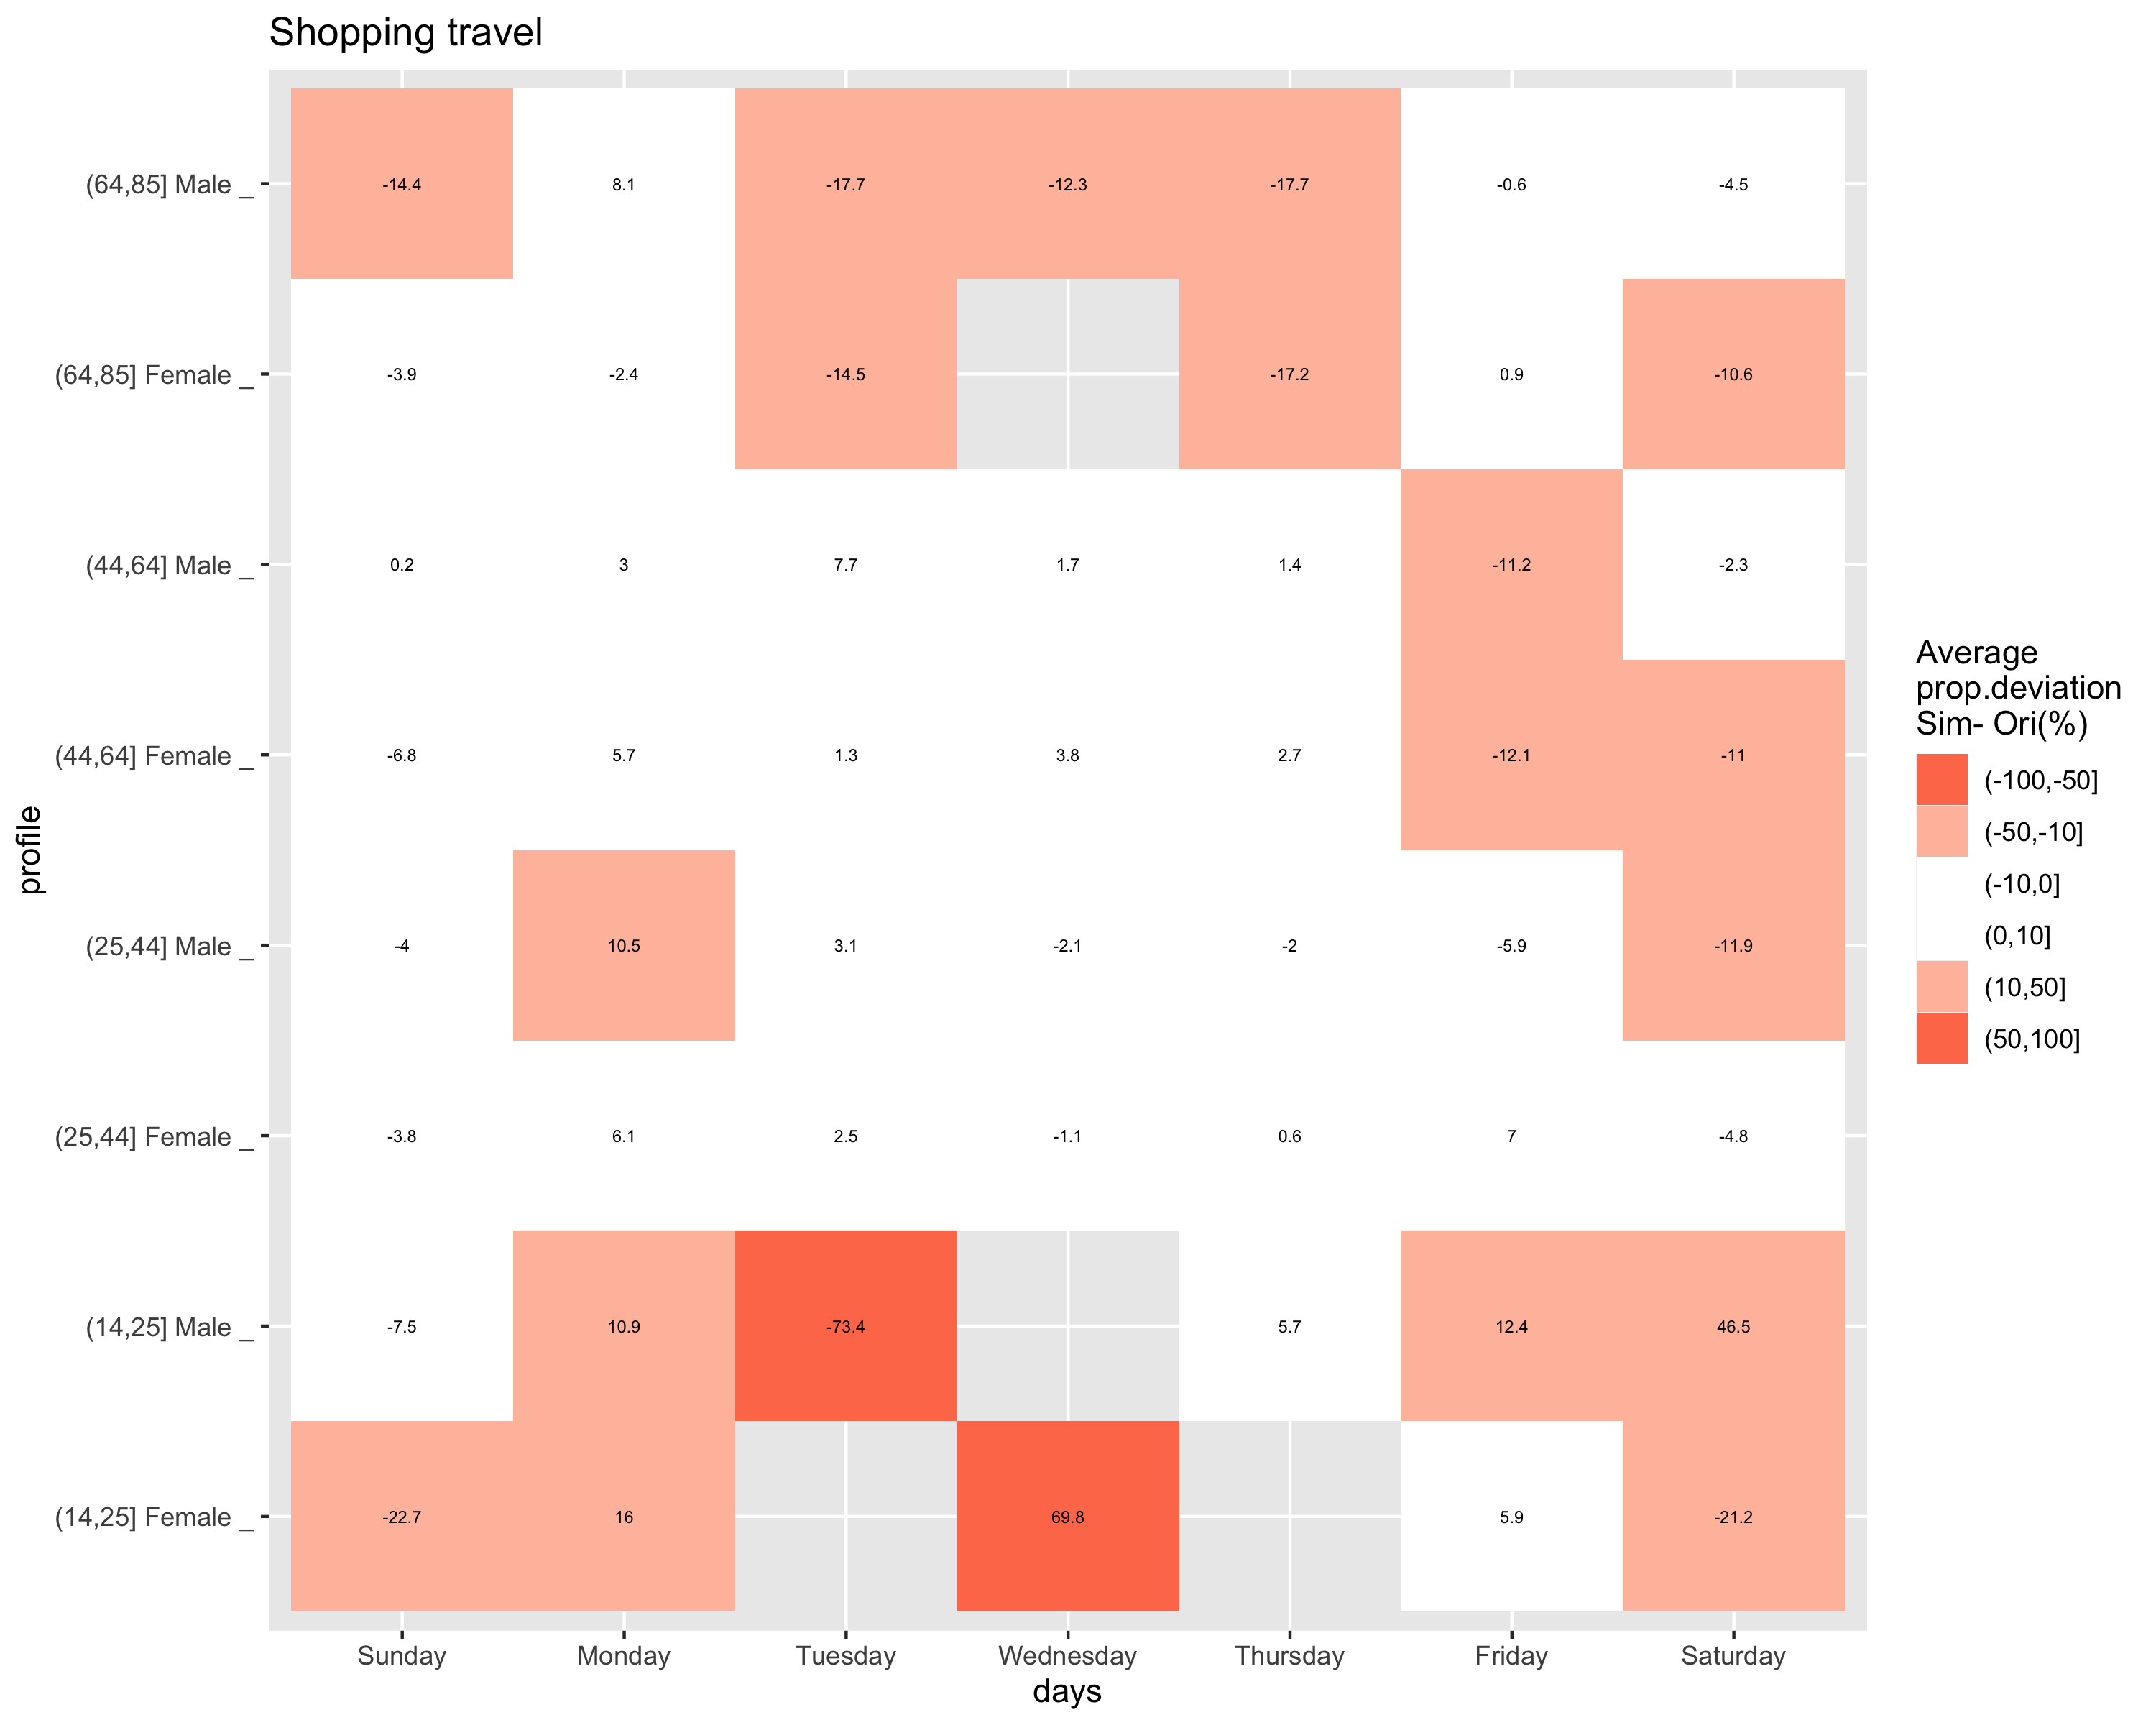 Shopping travel
(64,85] Male _ -14.4 8.1 -17.7 -12.3 -17.7 -0.6 -4.5
(64,85] Female _ -3.9 -2.4 -14.5 -17.2 0.9 -10.6
(44,64] Male _ 0.2 3 7.7 1.7 1.4 -11.2 -2.3
(44,64] Female _ -6.8 5.7 1.3 3.8 2.7 -12.1 -11
(25,44] Male _ -4 10.5 3.1 -2.1 -2 -5.9 -11.9
(25,44] Female _ -3.8 6.1 2.5 -1.1 0.6 7 -4.8
(14,25] Male _ -7.5 10.9 -73.4 5.7 12.4 46.5
(14,25] Female _ -22.7 16 69.8 5.9 -21.2
Sunday Monday Tuesday Wednesday Thursday Friday Saturday
days
profile
Average
prop.deviation
Sim- Ori(%)
(-100,-50]
(-50,-10]
(-10,0]
(0,10]
(10,50]
(50,100]